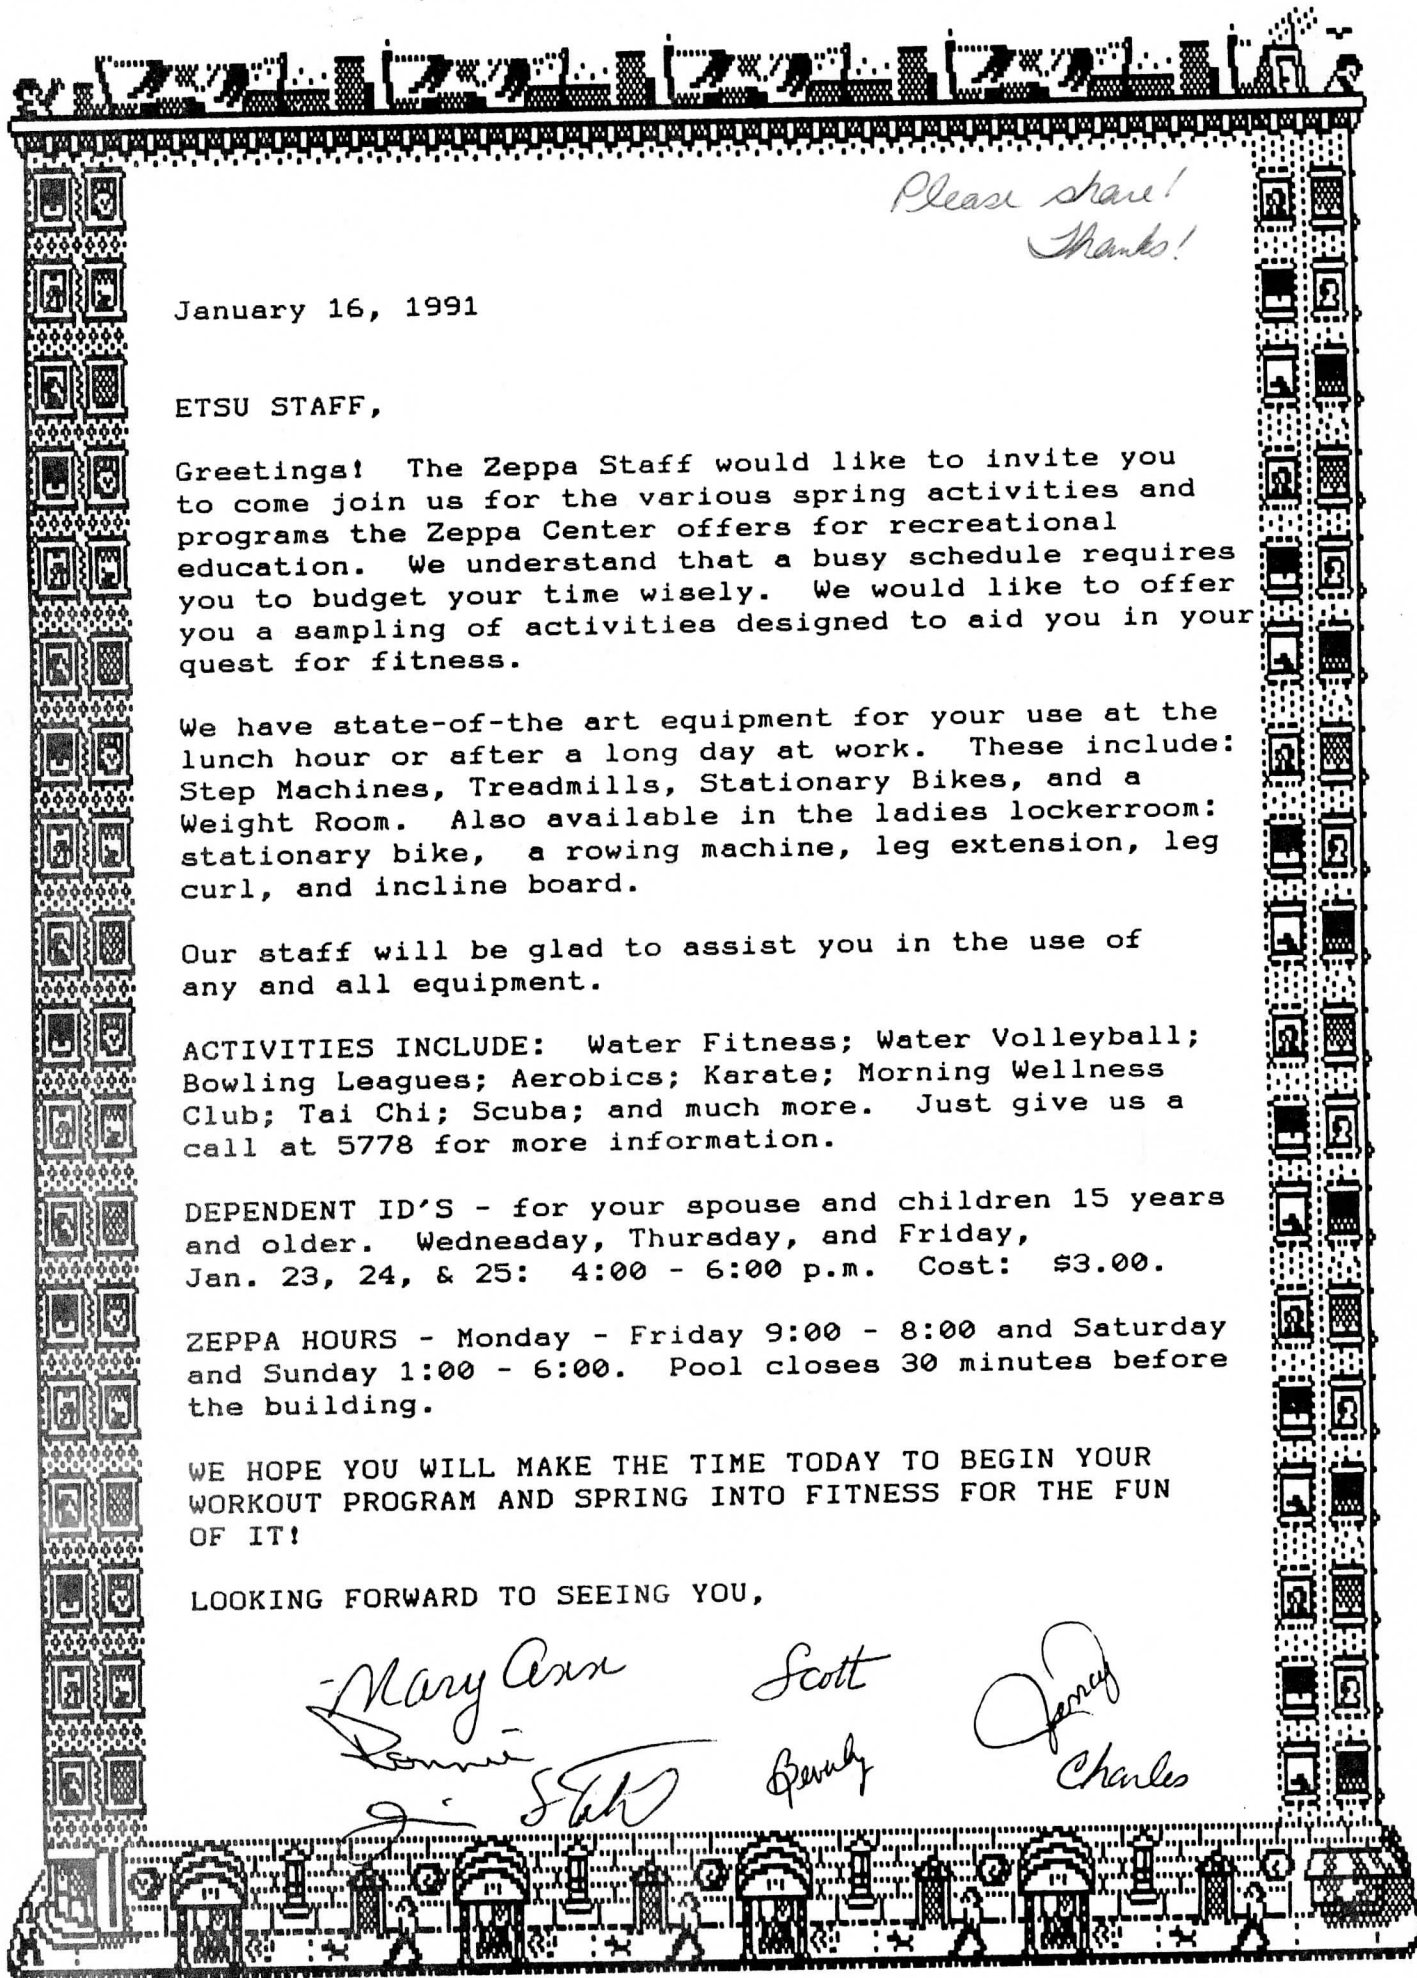 Please share!
Thanks!
January 16, 1991
ETSU STAFF,
Greetings! The Zeppa Staff would like to invite you
to come join us for the various spring activities and
programs the Zeppa Center offers for recreational
education. We understand that a busy schedule requires
you to budget your time wisely. We would like to offer
you a sampling of activities designed to aid you in your
quest for fitness.
We have state-of-the art equipment for your use at the
lunch hour or after a long day at work. These include:
Step Machines, Treadmills, Stationary Bikes, and a
Weight Room. Also available in the ladies lockerroom:
stationary bike, a rowing machine, leg extension, leg
curl, and incline board.
Our staff will be glad to assist you in the use of
any and all equipment.
ACTIVITIES INCLUDE: Water Fitness; Water Volleyball;
Bowling Leagues; Aerobics; Karate; Morning Wellness
Club; Tai Chi; Scuba; and much more. Just give us a
call at 5778 for more information.
DEPENDENT ID'S - for your spouse and children 15 years
and older. Wednesday, Thursday, and Friday,
Jan. 23, 24, & 25: 4:00 - 6:00 p.m. Cost: $3.00.
ZEPPA HOURS - Monday - Friday 9:00 - 8:00 and Saturday
and Sunday 1:00 - 6:00. Pool closes 30 minutes before
the building.
WE HOPE YOU WILL MAKE THE TIME TODAY TO BEGIN YOUR
WORKOUT PROGRAM AND SPRING INTO FITNESS FOR THE FUN
OF IT!
LOOKING FORWARD TO SEEING YOU,
Mary Ann Scott
Ronnie Beverly Charles
Jim